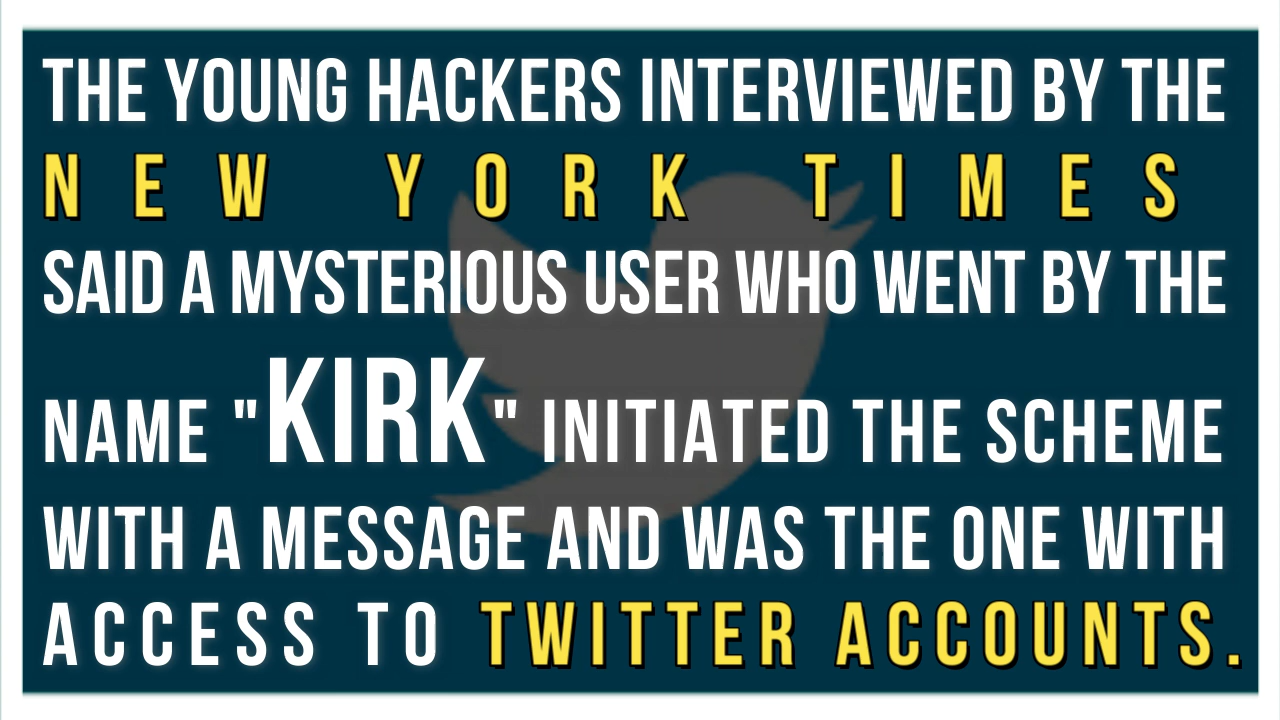 THE YOUNG HACKERS INTERVIEWED BY THE
NEW YORK TIMES
SAID A MYSTERIOUS USER WHO WENT BY THE
NAME "KIRK" INITIATED THE SCHEME
WITH A MESSAGE AND WAS THE ONE WITH
ACCESS TO TWITTER ACCOUNTS.